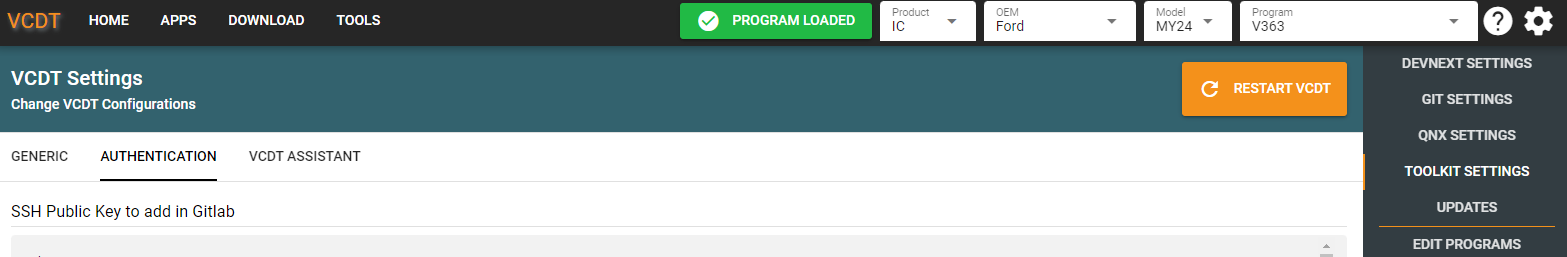 VCDT HOME APPS DOWNLOAD TOOLS PROGRAM LOADED Product IC OEM Ford Model MY24 Program V363 ?
VCDT Settings
Change VCDT Configurations
RESTART VCDT
GENERIC AUTHENTICATION VCDT ASSISTANT
SSH Public Key to add in Gitlab
DEVNEXT SETTINGS
GIT SETTINGS
QNX SETTINGS
TOOLKIT SETTINGS
UPDATES
EDIT PROGRAMS